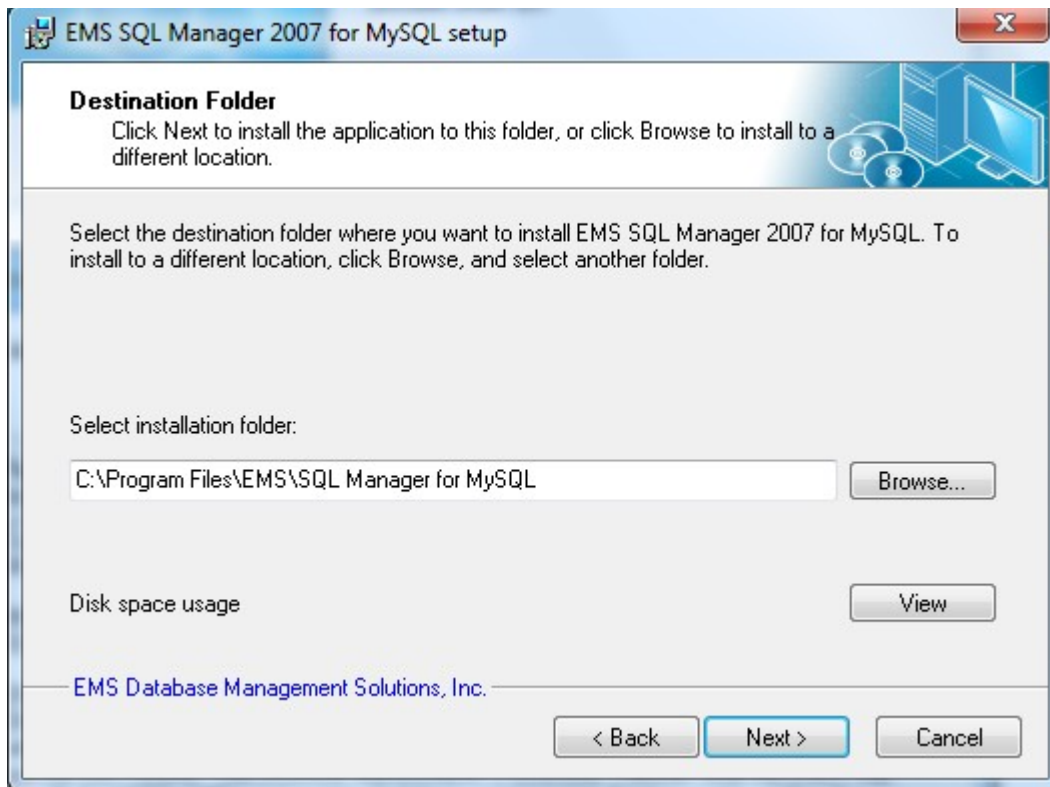 EMS SQL Manager 2007 for MySQL setup
Destination Folder
Click Next to install the application to this folder, or click Browse to install to a
different location.
Select the destination folder where you want to install EMS SQL Manager 2007 for MySQL. To
install to a different location, click Browse, and select another folder.
Select installation folder:
C:\Program Files\EMS\SQL Manager for MySQL
Browse...
Disk space usage
View
EMS Database Management Solutions, Inc.
< Back
Next >
Cancel